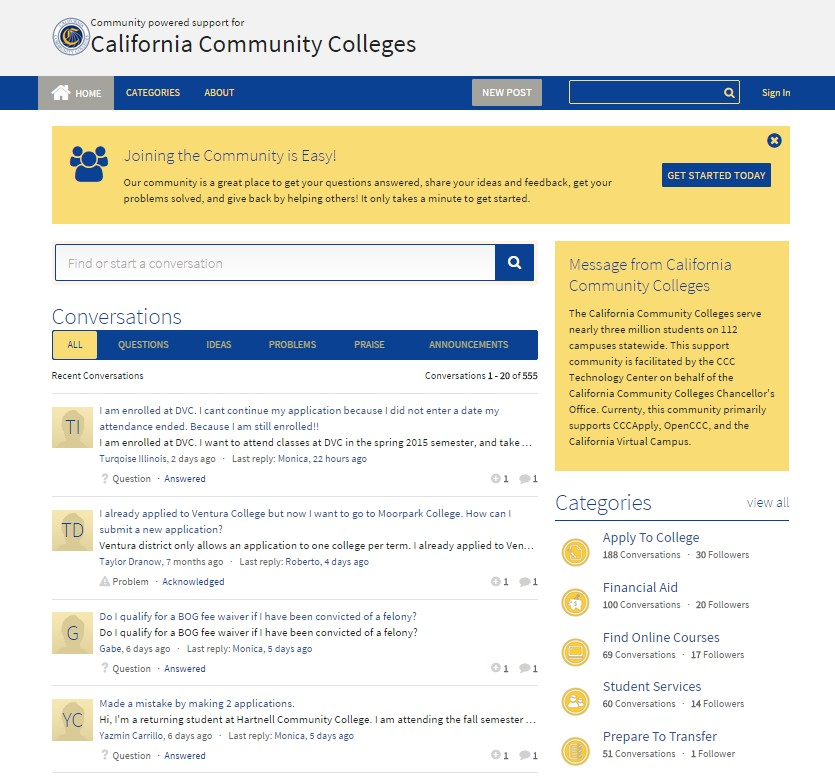 Community powered support for
California Community Colleges
HOME
CATEGORIES
ABOUT
NEW POST
Sign In
Joining the Community is Easy!
Our community is a great place to get your questions answered, share your ideas and feedback, get your
problems solved, and give back by helping others! It only takes a minute to get started.
GET STARTED TODAY
Find or start a conversation
Conversations
ALL
QUESTIONS
IDEAS
PROBLEMS
PRAISE
ANNOUNCEMENTS
Recent Conversations
Conversations 1 - 20 of 555
TI
I am enrolled at DVC. I cant continue my application because I did not enter a date my
attendance ended. Because I am still enrolled!!
I am enrolled at DVC. I want to attend classes at DVC in the spring 2015 semester, and take ...
Turqoise Illinois, 2 days ago · Last reply: Monica, 22 hours ago
? Question · Answered
1
1
TD
I already applied to Ventura College but now I want to go to Moorpark College. How can I
submit a new application?
Ventura district only allows an application to one college per term. I already applied to Ven...
Taylor Dranow, 7 months ago · Last reply: Roberto, 4 days ago
Problem · Acknowledged
1
1
G
Do I qualify for a BOG fee waiver if I have been convicted of a felony?
Do I qualify for a BOG fee waiver if I have been convicted of a felony?
Gabe, 6 days ago · Last reply: Monica, 5 days ago
? Question · Answered
1
1
YC
Made a mistake by making 2 applications.
Hi, I'm a returning student at Hartnell Community College. I am attending the fall semester ...
Yazmin Carrillo, 6 days ago · Last reply: Monica, 5 days ago
? Question · Answered
1
1
Message from California
Community Colleges
The California Community Colleges serve
nearly three million students on 112
campuses statewide. This support
community is facilitated by the CCC
Technology Center on behalf of the
California Community Colleges Chancellor's
Office. Currenty, this community primarily
supports CCCApply, OpenCCC, and the
California Virtual Campus.
Categories
view all
Apply To College
188 Conversations · 30 Followers
Financial Aid
100 Conversations · 20 Followers
Find Online Courses
69 Conversations · 17 Followers
Student Services
60 Conversations · 14 Followers
Prepare To Transfer
51 Conversations · 1 Follower